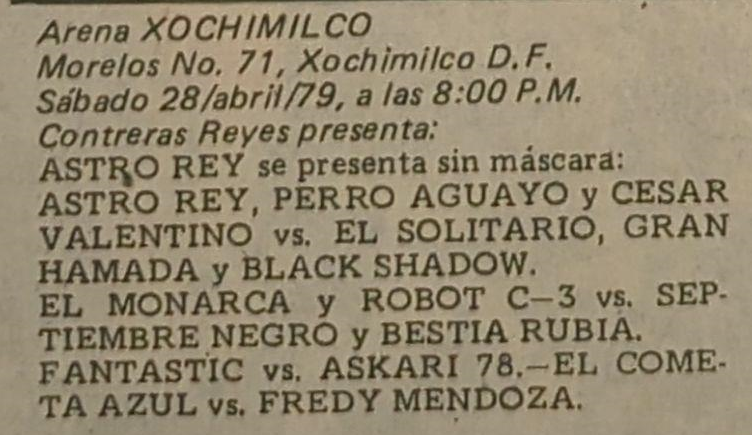 Arena XOCHIMILCO
Morelos No. 71, Xochimilco D.F.
Sábado 28/abril/79, a las 8:00 P.M.
Contreras Reyes presenta:
ASTRO REY se presenta sin máscara:
ASTRO REY, PERRO AGUAYO y CESAR
VALENTINO vs. EL SOLITARIO, GRAN
HAMADA y BLACK SHADOW.
EL MONARCA y ROBOT C-3 vs. SEP-
TIEMBRE NEGRO y BESTIA RUBIA.
FANTASTIC vs. ASKARI 78.—EL COME-
TA AZUL vs. FREDY MENDOZA.